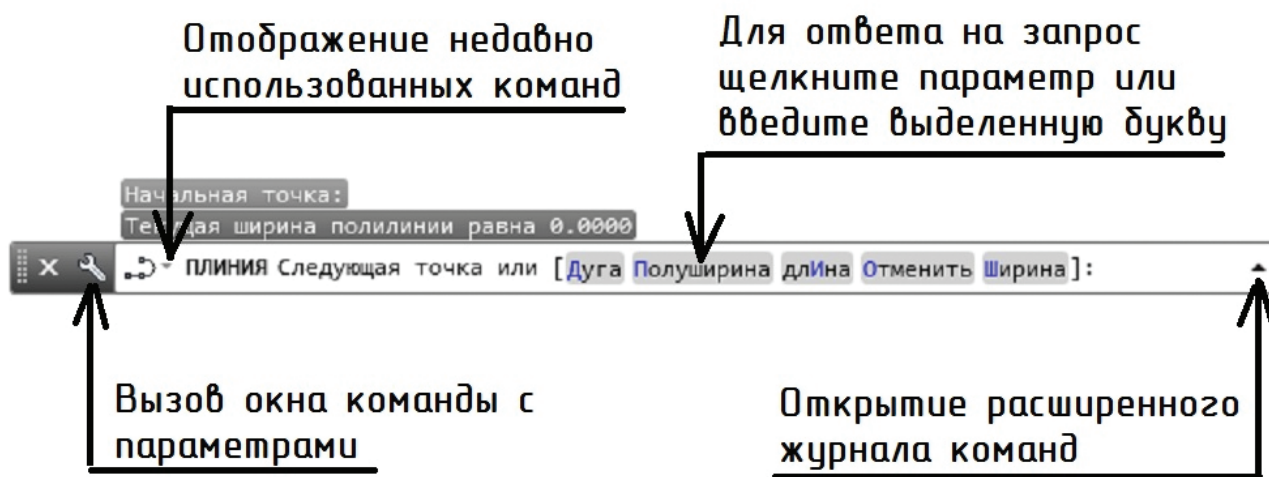 Отображение недавно
использованных команд
Для ответа на запрос
щелкните параметр или
введите выделенную букву
Начальная точка:
Текущая ширина полилинии равна 0.0000
ПЛИНИЯ Следующая точка или [Дуга Полуширина длИна Отменить Ширина]:
Вызов окна команды с
параметрами
Открытие расширенного
журнала команд